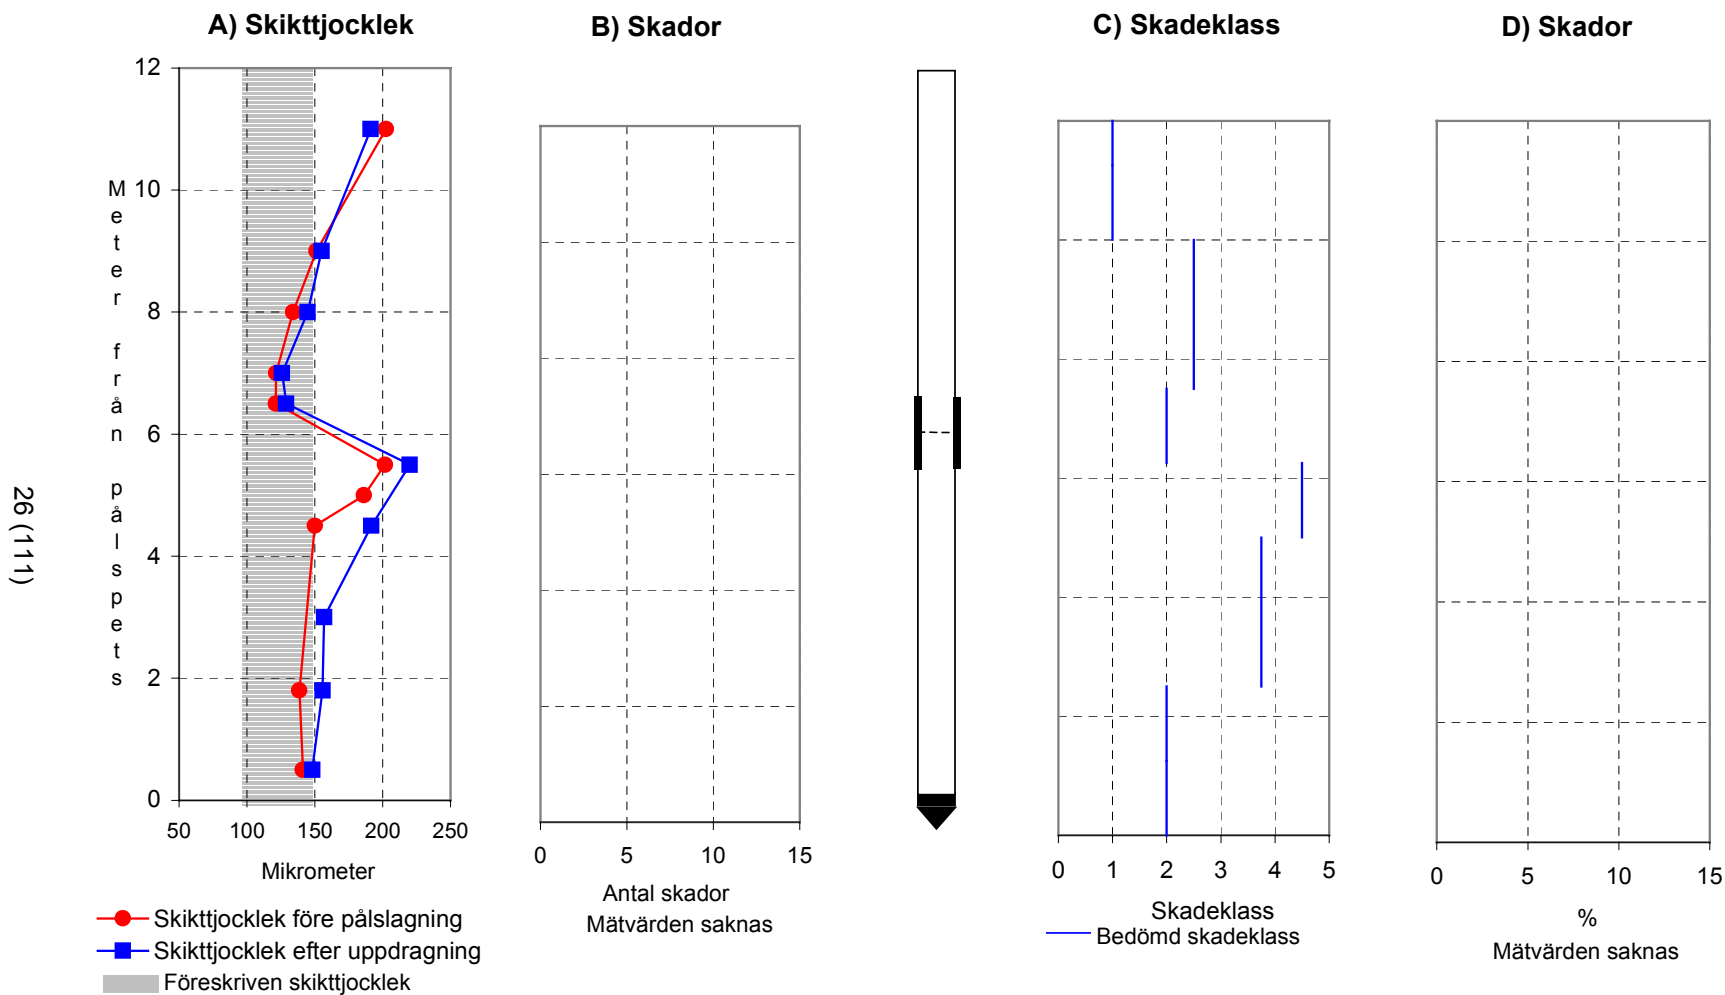 A) Skikttjocklek
B) Skador
C) Skadeklass
D) Skador
12
10
8
6
4
2
0
Meter från pålspets
50 100 150 200 250
Mikrometer
Skikttjocklek före pålslagning
Skikttjocklek efter uppdragning
Föreskriven skikttjocklek
0 5 10 15
Antal skador
Mätvärden saknas
0 1 2 3 4 5
Skadeklass
Bedömd skadeklass
0 5 10 15
%
Mätvärden saknas
26 (111)